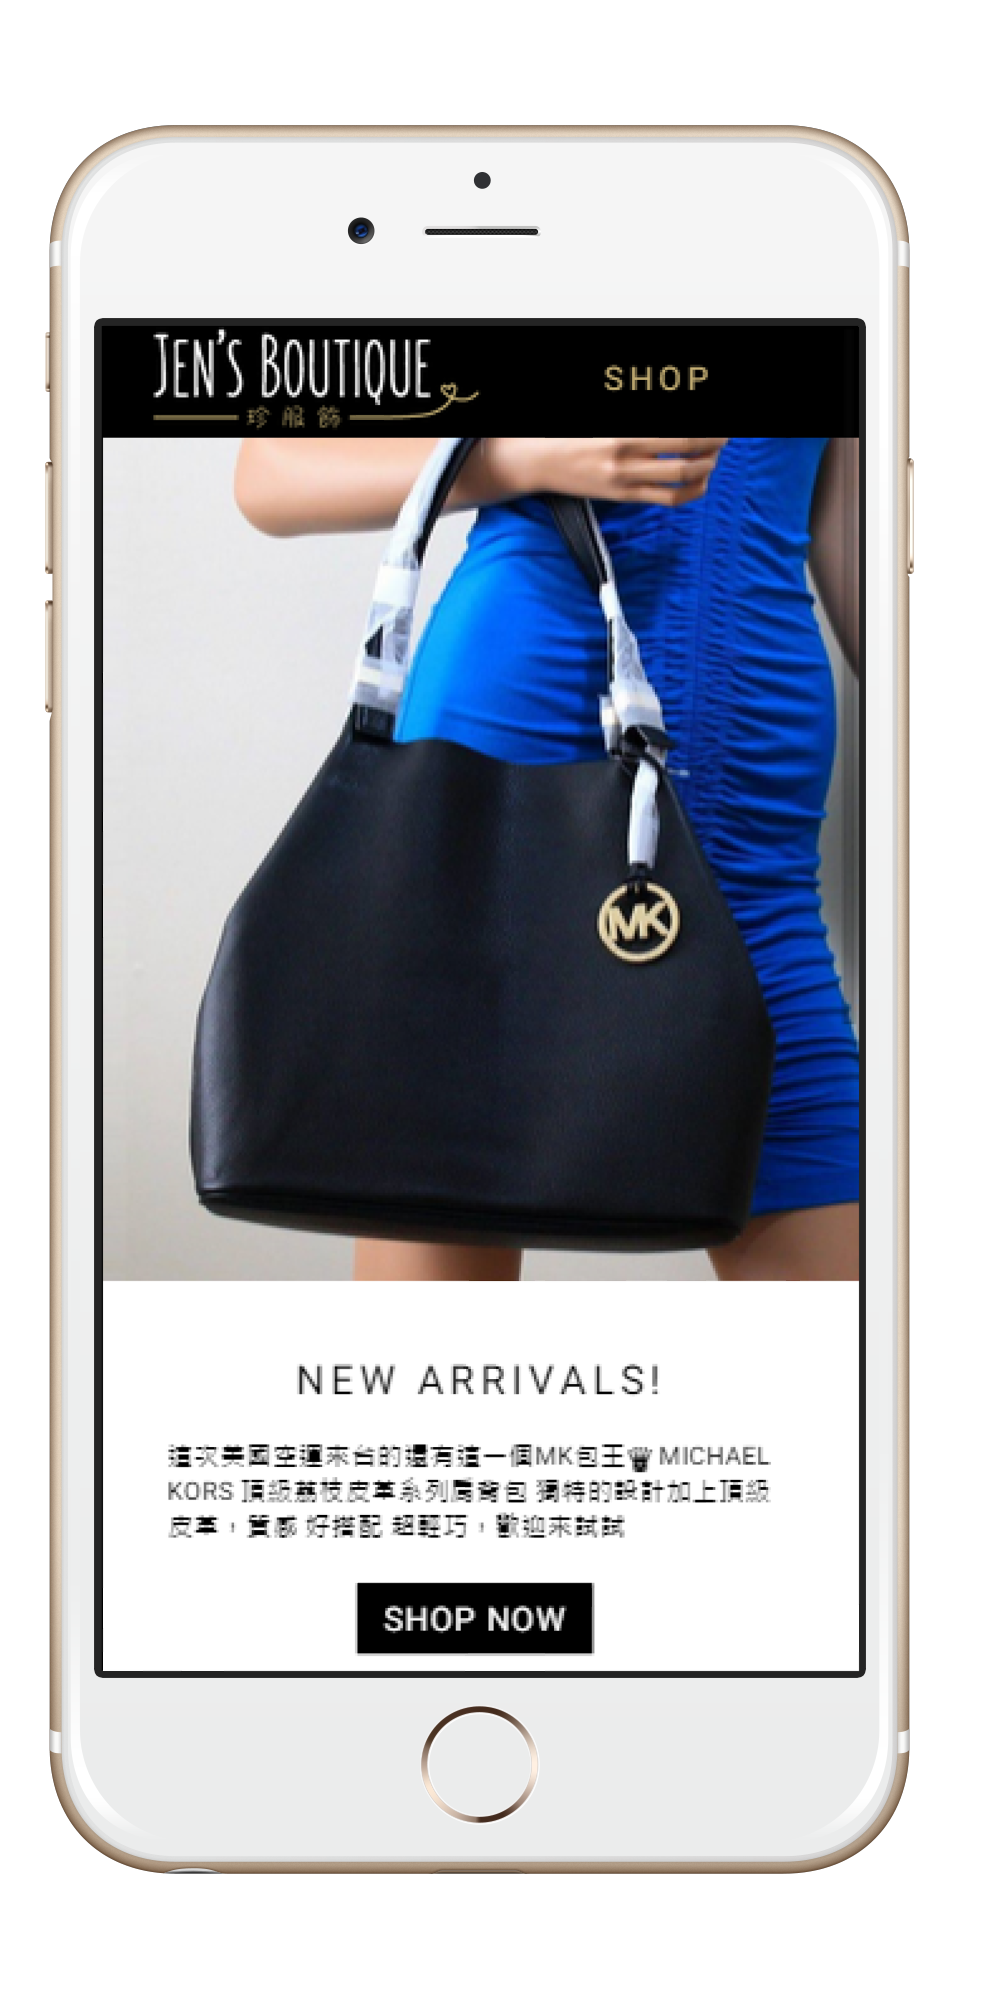 JEN'S BOUTIQUE
珍服飾
SHOP
MK
NEW ARRIVALS!
這次美國空運來台的還有這一個MK包王♛ MICHAEL
KORS 頂級荔枝皮革系列肩背包 獨特的設計加上頂級
皮革，質感 好搭配 超輕巧，歡迎來試試
SHOP NOW